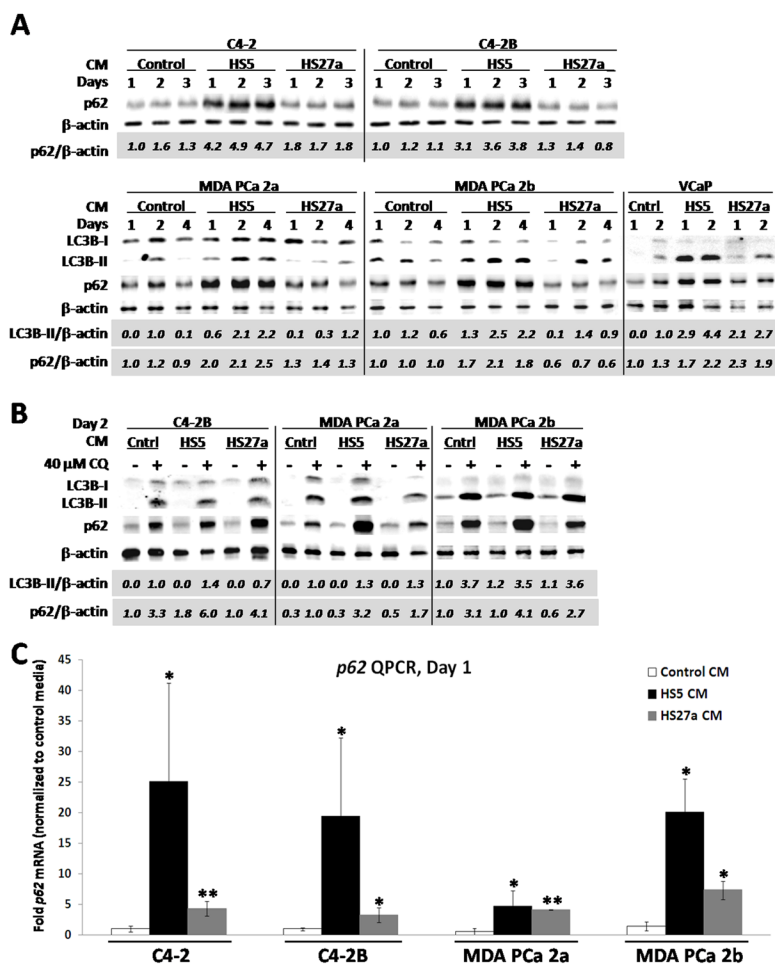 A
C4-2 C4-2B
CM Control HS5 HS27a Control HS5 HS27a
Days 1 2 3 1 2 3 1 2 3 1 2 3 1 2 3 1 2 3
p62
β-actin
p62/β-actin 1.0 1.6 1.3 4.2 4.9 4.7 1.8 1.7 1.8 1.0 1.2 1.1 3.1 3.6 3.8 1.3 1.4 0.8
MDA PCa 2a MDA PCa 2b VCaP
CM Control HS5 HS27a Control HS5 HS27a Cntrl HS5 HS27a
Days 1 2 4 1 2 4 1 2 4 1 2 4 1 2 4 1 2 4 1 2 1 2 1 2
LC3B-I
LC3B-II
p62
β-actin
LC3B-II/β-actin 0.0 1.0 0.1 0.6 2.1 2.2 0.1 0.3 1.2 1.0 1.2 0.6 1.3 2.5 2.2 0.1 1.4 0.9 0.0 1.0 2.9 4.4 2.1 2.7
p62/β-actin 1.0 1.2 0.9 2.0 2.1 2.5 1.3 1.4 1.3 1.0 1.0 1.0 1.7 2.1 1.8 0.6 0.7 0.6 1.0 1.3 1.7 2.2 2.3 1.9
B
Day 2 C4-2B MDA PCa 2a MDA PCa 2b
CM Cntrl HS5 HS27a Cntrl HS5 HS27a Cntrl HS5 HS27a
40 μM CQ - + - + - + - + - + - + - + - + - +
LC3B-I
LC3B-II
p62
β-actin
LC3B-II/β-actin 0.0 1.0 0.0 1.4 0.0 0.7 0.0 1.0 0.0 1.3 0.0 1.3 1.0 3.7 1.2 3.5 1.1 3.6
p62/β-actin 1.0 3.3 1.8 6.0 1.0 4.1 0.3 1.0 0.3 3.2 0.5 1.7 1.0 3.1 1.0 4.1 0.6 2.7
C
p62 QPCR, Day 1
Control CM
HS5 CM
HS27a CM
Fold p62 mRNA (normalized to control media)
45
40
35
30
25
20
15
10
5
0
* ** * * * ** * *
C4-2 C4-2B MDA PCa 2a MDA PCa 2b